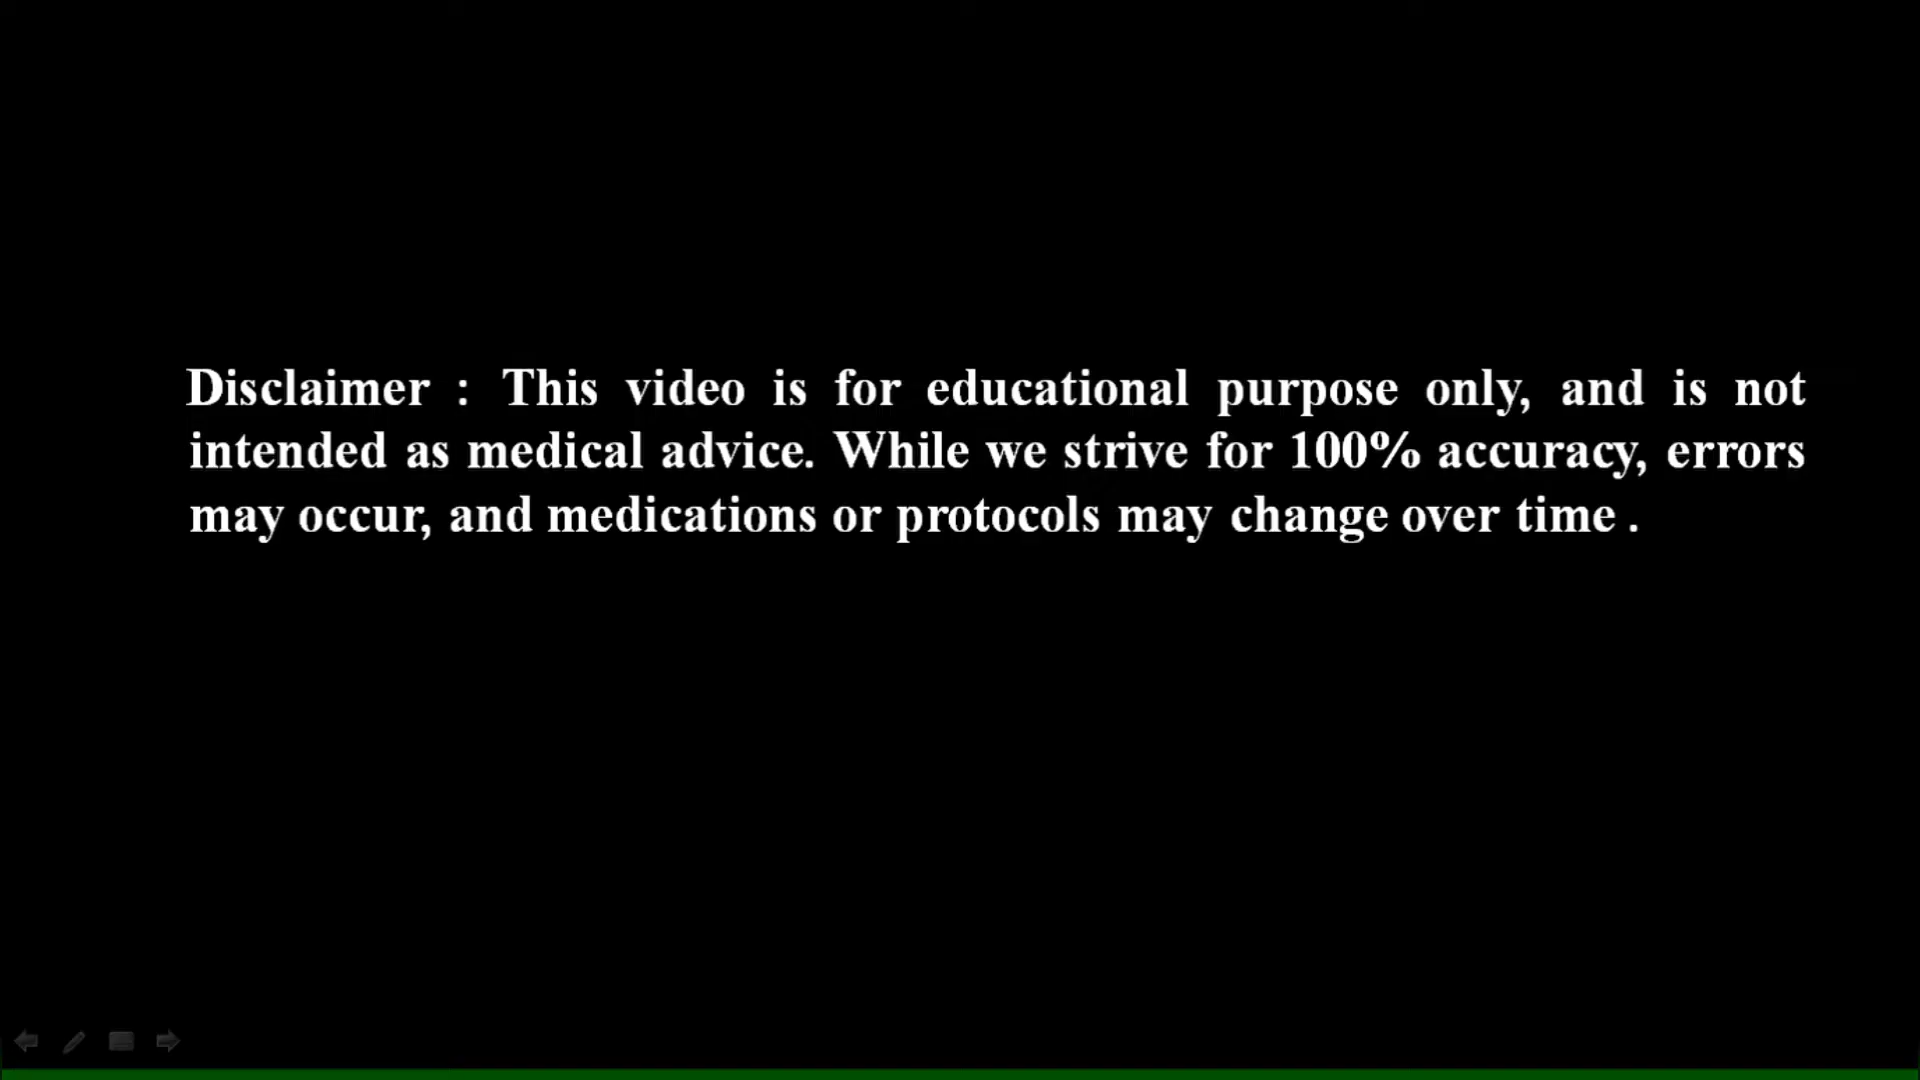 Disclaimer : This video is for educational purpose only, and is not
intended as medical advice. While we strive for 100% accuracy, errors
may occur, and medications or protocols may change over time .